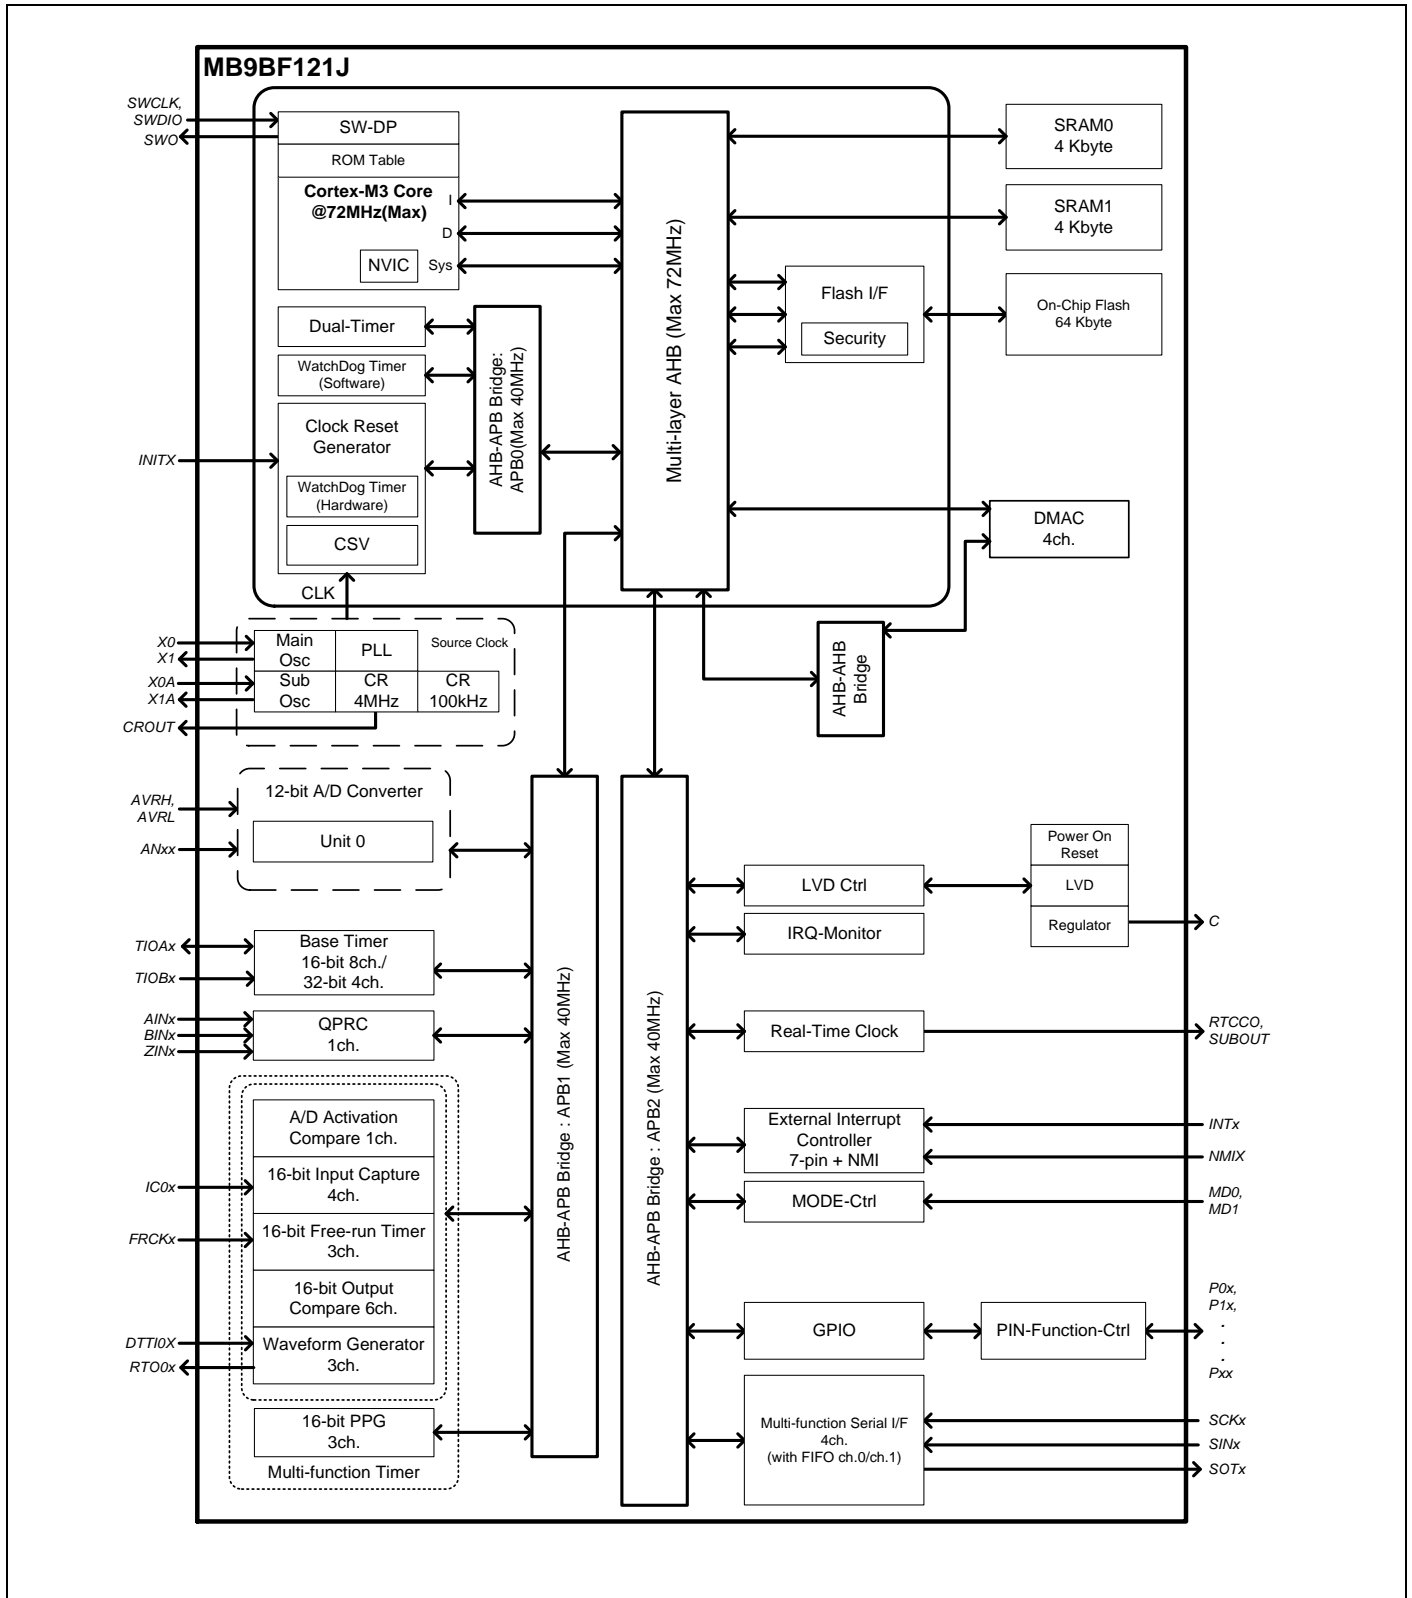 MB9BF121J
SWCLK,
SWDIO
SWO
SW-DP
ROM Table
Cortex-M3 Core
@72MHz(Max)
I
D
Sys
NVIC
Multi-layer AHB (Max 72MHz)
SRAM0
4 Kbyte
SRAM1
4 Kbyte
Flash I/F
Security
On-Chip Flash
64 Kbyte
Dual-Timer
WatchDog Timer
(Software)
Clock Reset
Generator
WatchDog Timer
(Hardware)
CSV
INITX
AHB-APB Bridge:
APB0(Max 40MHz)
DMAC
4ch.
CLK
X0
X1
X0A
X1A
CROUT
Main
Osc
PLL
Source Clock
Sub
Osc
CR
4MHz
CR
100kHz
AHB-AHB
Bridge
AVRH,
AVRL
ANxx
12-bit A/D Converter
Unit 0
TIOAx
TIOBx
Base Timer
16-bit 8ch./
32-bit 4ch.
AINx
BINx
ZINx
QPRC
1ch.
A/D Activation
Compare 1ch.
IC0x
16-bit Input Capture
4ch.
FRCKx
16-bit Free-run Timer
3ch.
16-bit Output
Compare 6ch.
DTTI0X
RTO0x
Waveform Generator
3ch.
16-bit PPG
3ch.
Multi-function Timer
AHB-APB Bridge : APB1 (Max 40MHz)
AHB-APB Bridge : APB2 (Max 40MHz)
LVD Ctrl
Power On
Reset
LVD
Regulator
C
IRQ-Monitor
Real-Time Clock
RTCCO,
SUBOUT
External Interrupt
Controller
7-pin + NMI
INTx
NMIX
MODE-Ctrl
MD0,
MD1
GPIO
PIN-Function-Ctrl
P0x,
P1x,
.
.
.
Pxx
Multi-function Serial I/F
4ch.
(with FIFO ch.0/ch.1)
SCKx
SINx
SOTx